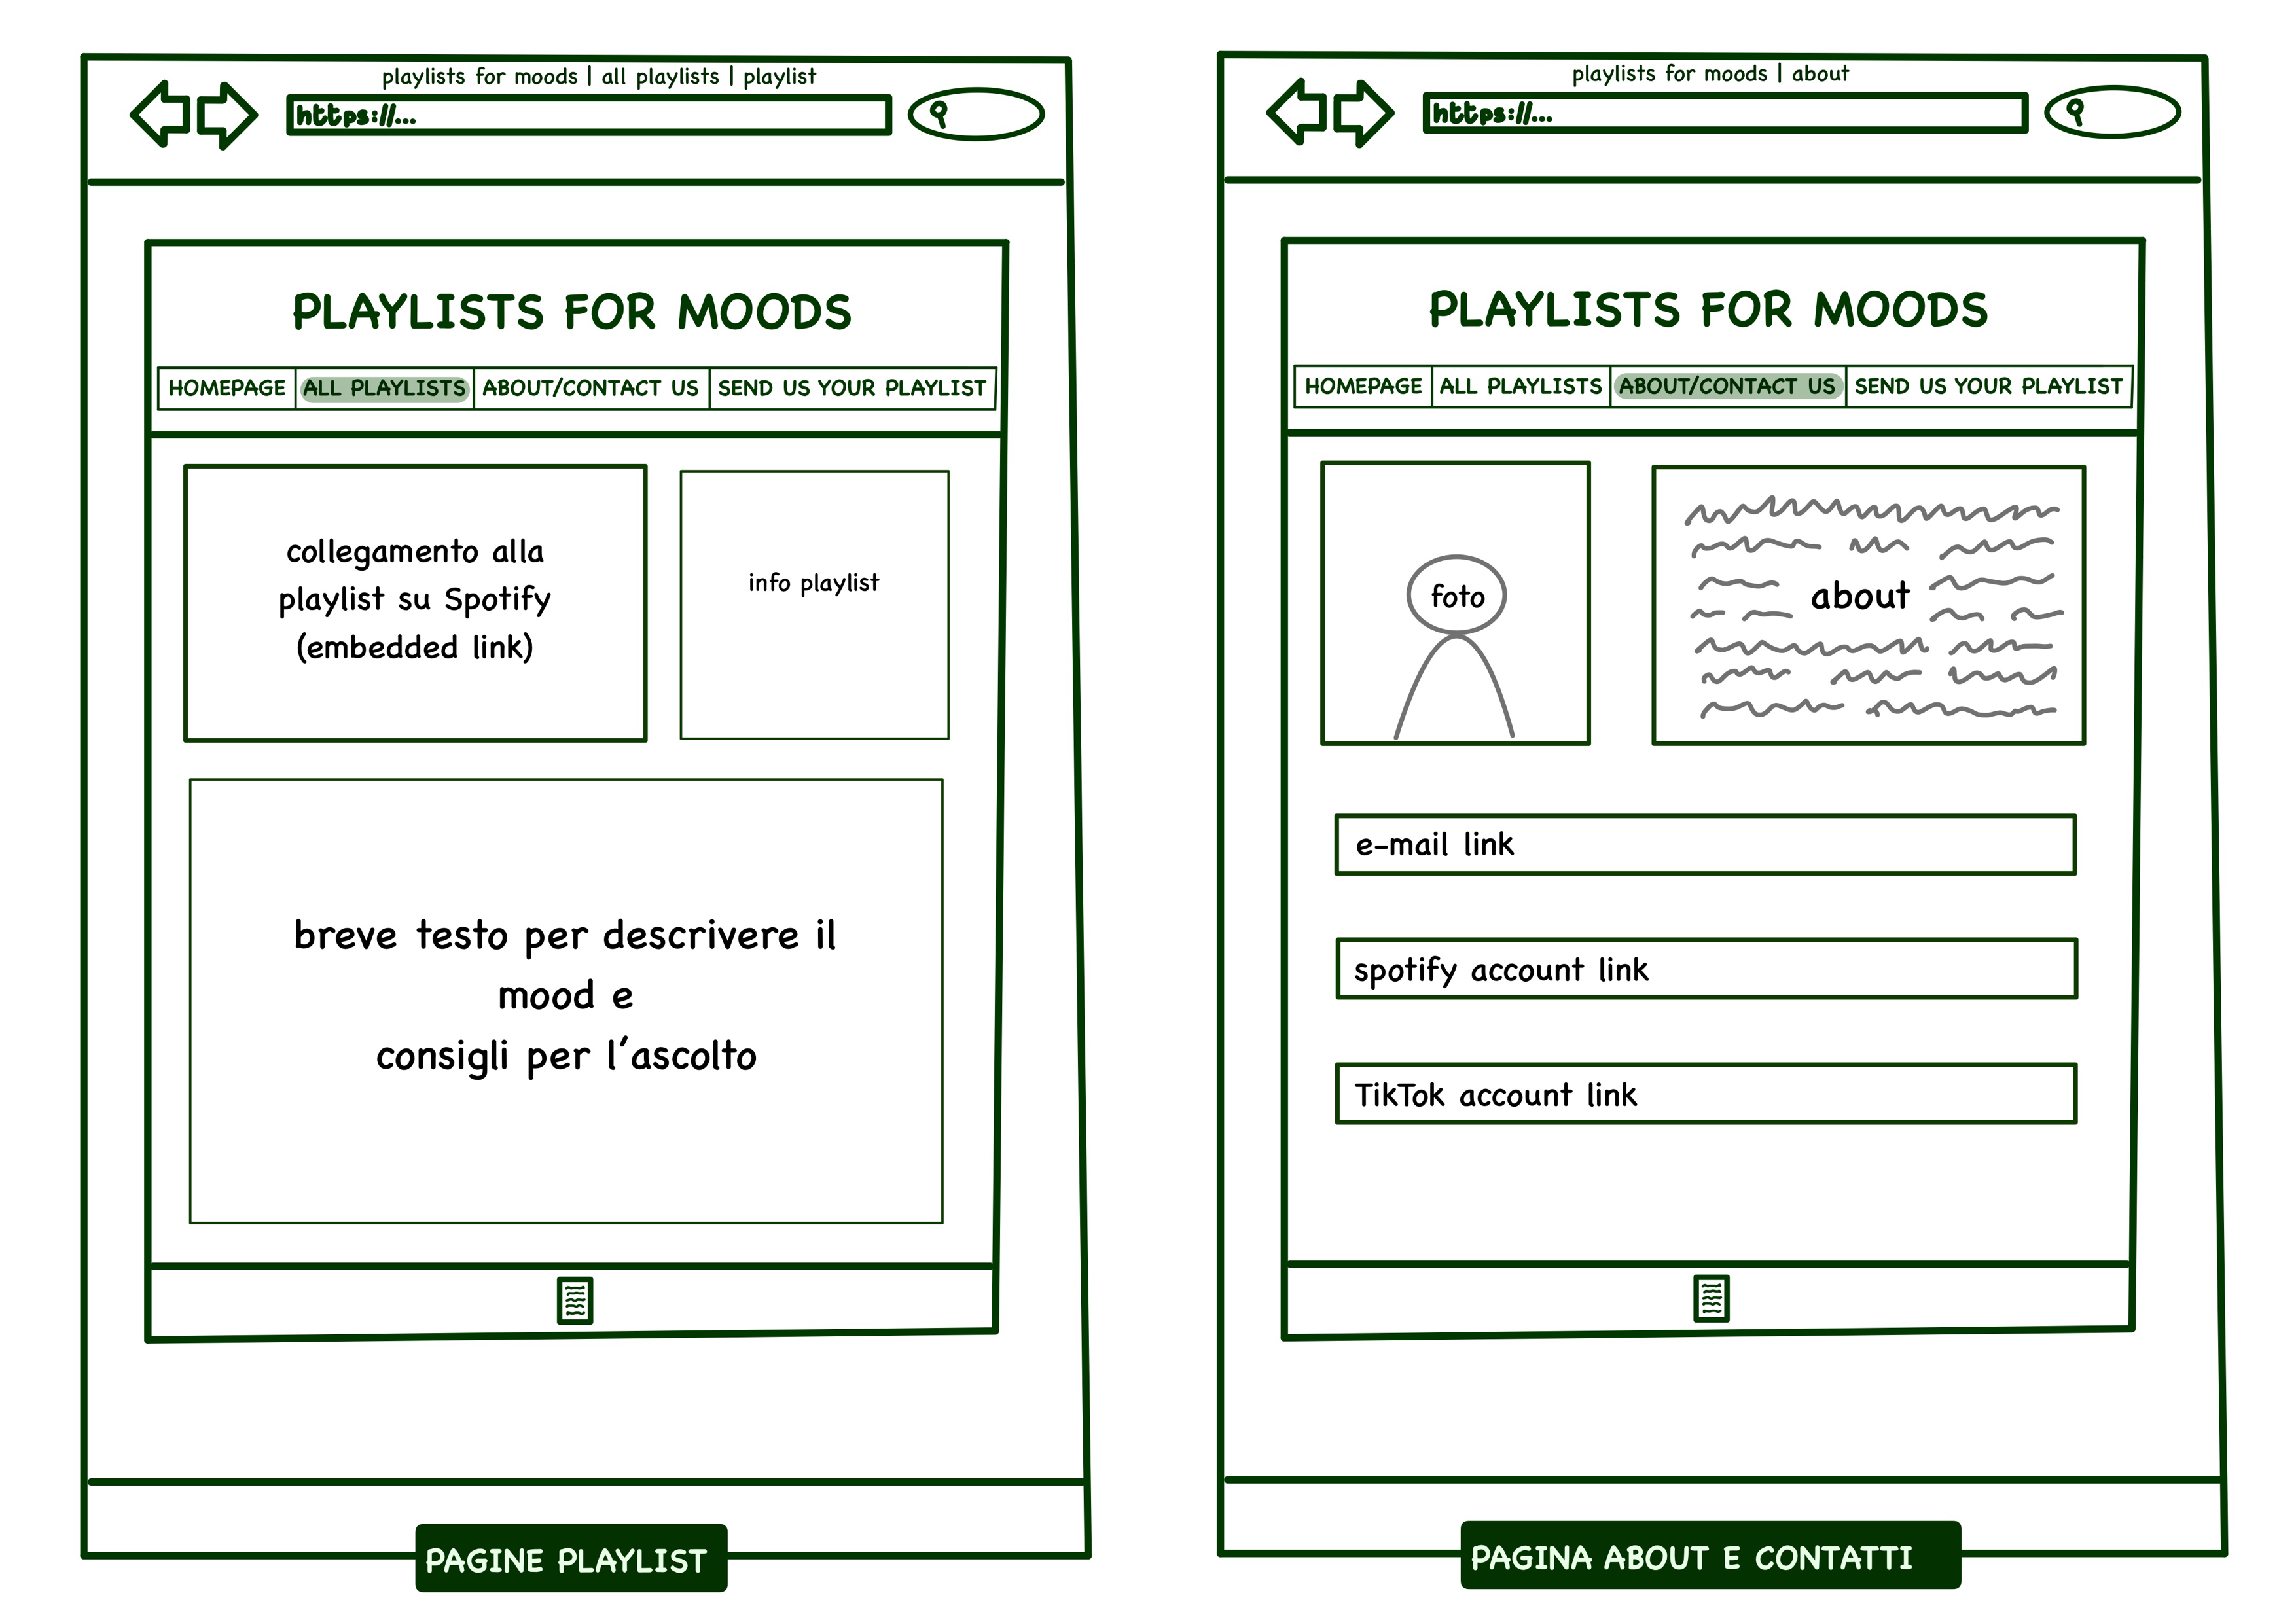 playlists for moods | all playlists | playlist
https://...
PLAYLISTS FOR MOODS
HOMEPAGE
ALL PLAYLISTS
ABOUT/CONTACT US
SEND US YOUR PLAYLIST
collegamento alla
playlist su Spotify
(embedded link)
info playlist
breve testo per descrivere il
mood e
consigli per l'ascolto
PAGINE PLAYLIST
playlists for moods | about
https://...
PLAYLISTS FOR MOODS
HOMEPAGE
ALL PLAYLISTS
ABOUT/CONTACT US
SEND US YOUR PLAYLIST
foto
about
e-mail link
spotify account link
TikTok account link
PAGINA ABOUT E CONTATTI